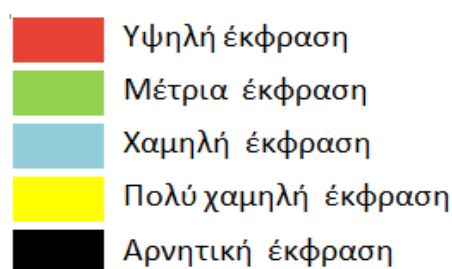 Υψηλή έκφραση
Μέτρια έκφραση
Χαμηλή έκφραση
Πολύ χαμηλή έκφραση
Αρνητική έκφραση